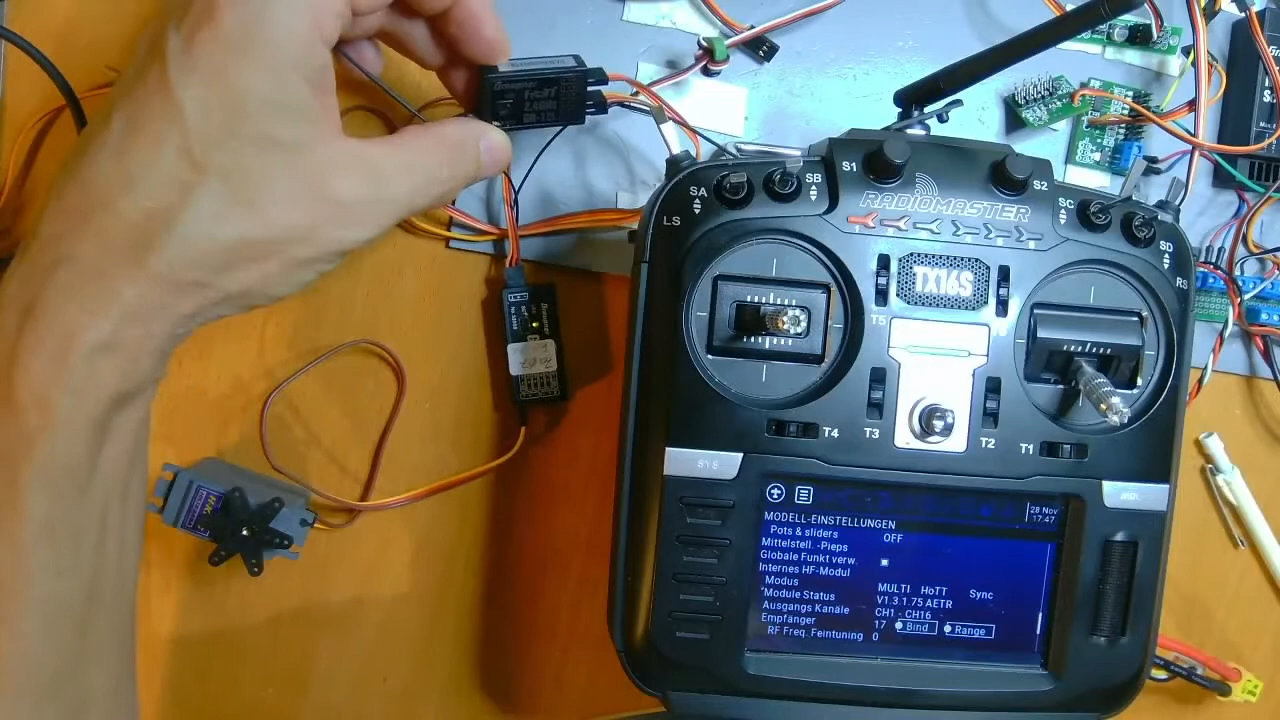 Graupner
HoTT
2.4GHz
GR-12L
S1
S2
SA
SB
SC
SD
LS
RS
RADIOMASTER
TX16S
T5
T4
T3
T2
T1
SYS
MDL
28 Nov
17.47
MODELL-EINSTELLUNGEN
Pots & sliders OFF
Mittelstell. -Pieps
Globale Funkt verw.
Internes HF-Modul
Modus MULTI HoTT Sync
Module Status V1.3.1.75 AETR
Ausgangs Kanäle CH1 - CH16
Empfänger 17 Bind Range
RF Freq. Feintuning 0